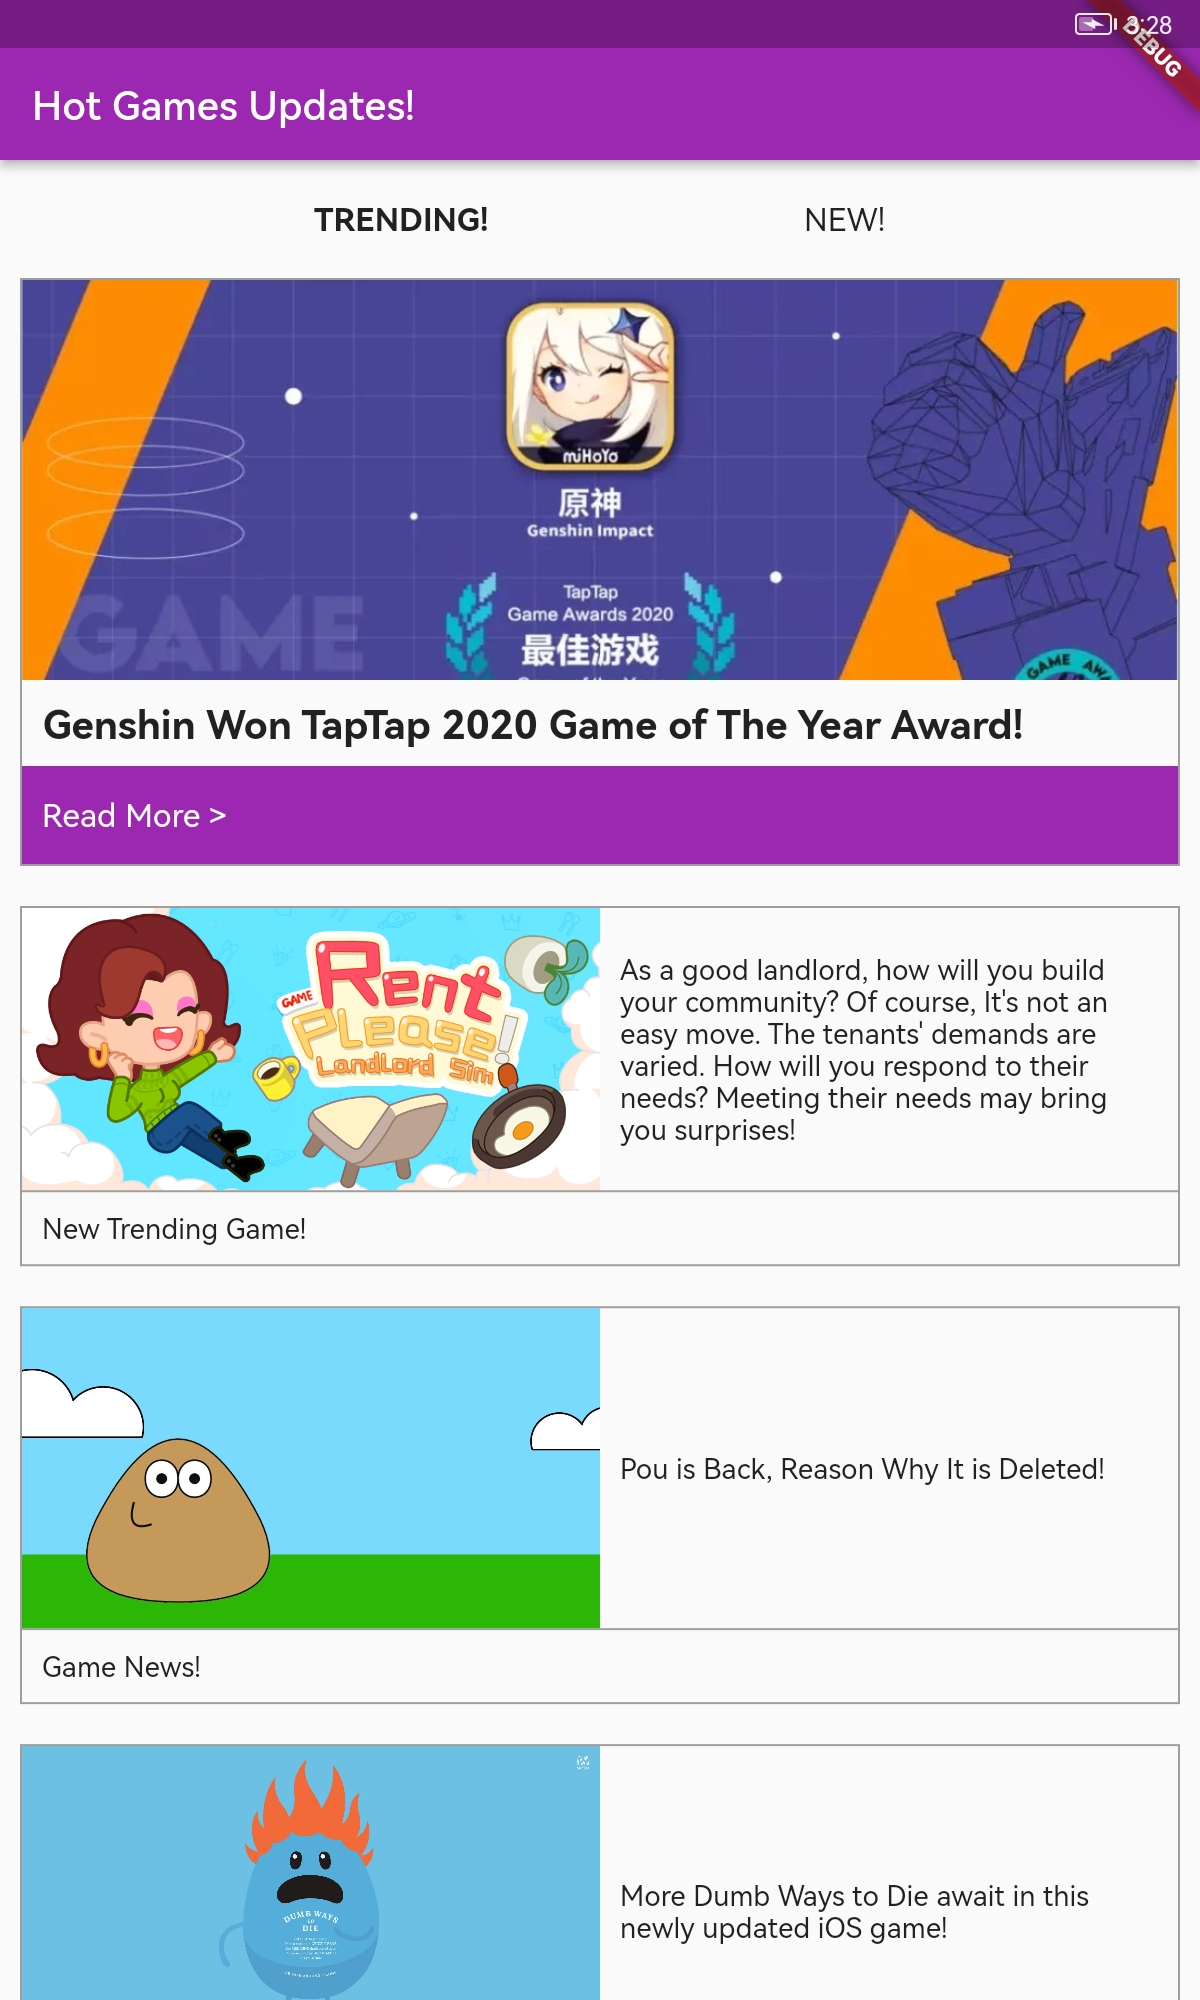 3:28
DEBUG
Hot Games Updates!
TRENDING!
NEW!
miHoYo
原神
Genshin Impact
TapTap
Game Awards 2020
最佳游戏
GAME
GAME AWA
Genshin Won TapTap 2020 Game of The Year Award!
Read More >
GAME
Rent
Please!
Landlord Sim
As a good landlord, how will you build
your community? Of course, It's not an
easy move. The tenants' demands are
varied. How will you respond to their
needs? Meeting their needs may bring
you surprises!
New Trending Game!
Pou is Back, Reason Why It is Deleted!
Game News!
DUMB WAYS
TO
DIE
More Dumb Ways to Die await in this
newly updated iOS game!